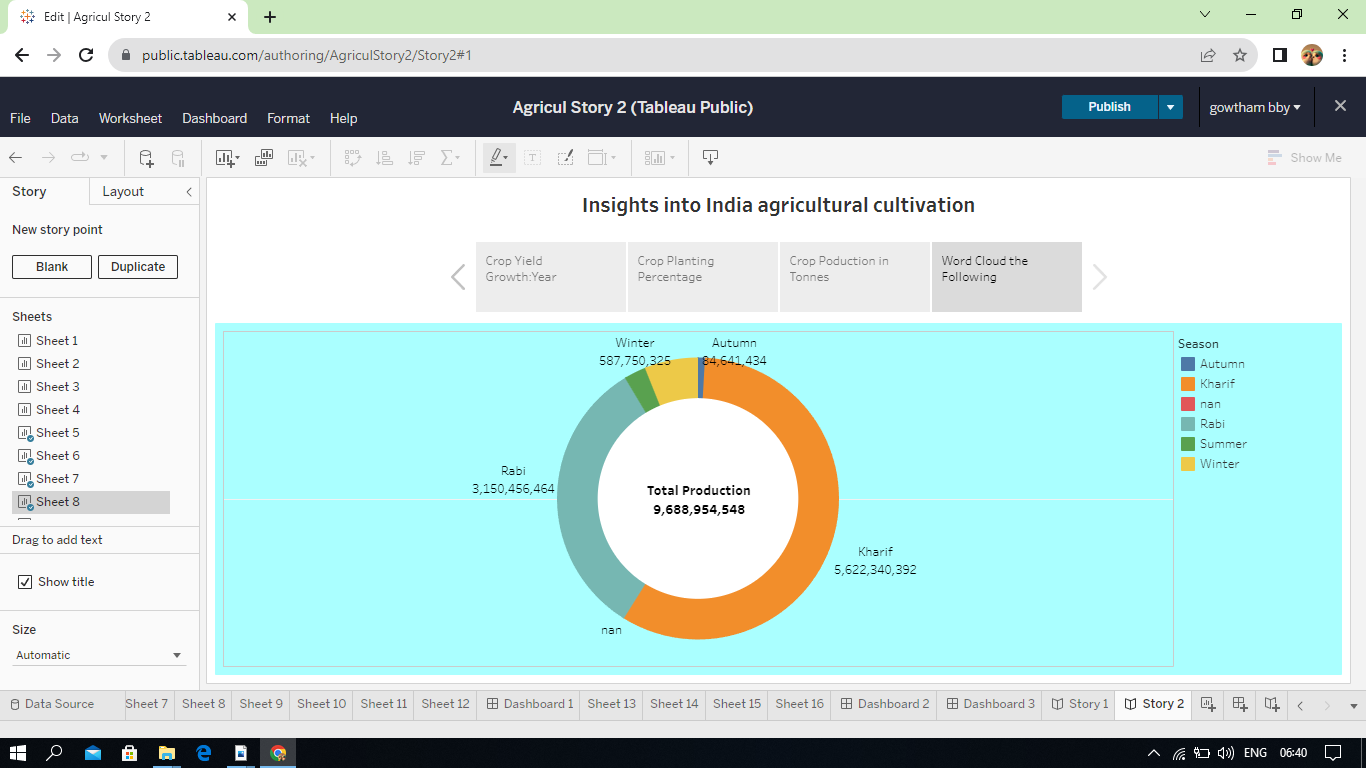 Edit | Agricul Story 2
public.tableau.com/authoring/AgriculStory2/Story2#1
Agricul Story 2 (Tableau Public)
Publish
gowtham bby
File Data Worksheet Dashboard Format Help
Show Me
Story Layout
New story point
Blank Duplicate
Sheets
Sheet 1
Sheet 2
Sheet 3
Sheet 4
Sheet 5
Sheet 6
Sheet 7
Sheet 8
Drag to add text
Show title
Size
Automatic
Insights into India agricultural cultivation
Crop Yield
Growth:Year
Crop Planting
Percentage
Crop Poduction in
Tonnes
Word Cloud the
Following
Winter
587,750,325
Autumn
84,641,434
Rabi
3,150,456,464
Total Production
9,688,954,548
Kharif
5,622,340,392
nan
Season
Autumn
Kharif
nan
Rabi
Summer
Winter
Data Source Sheet 7 Sheet 8 Sheet 9 Sheet 10 Sheet 11 Sheet 12 Dashboard 1 Sheet 13 Sheet 14 Sheet 15 Sheet 16 Dashboard 2 Dashboard 3 Story 1 Story 2
ENG 06:40